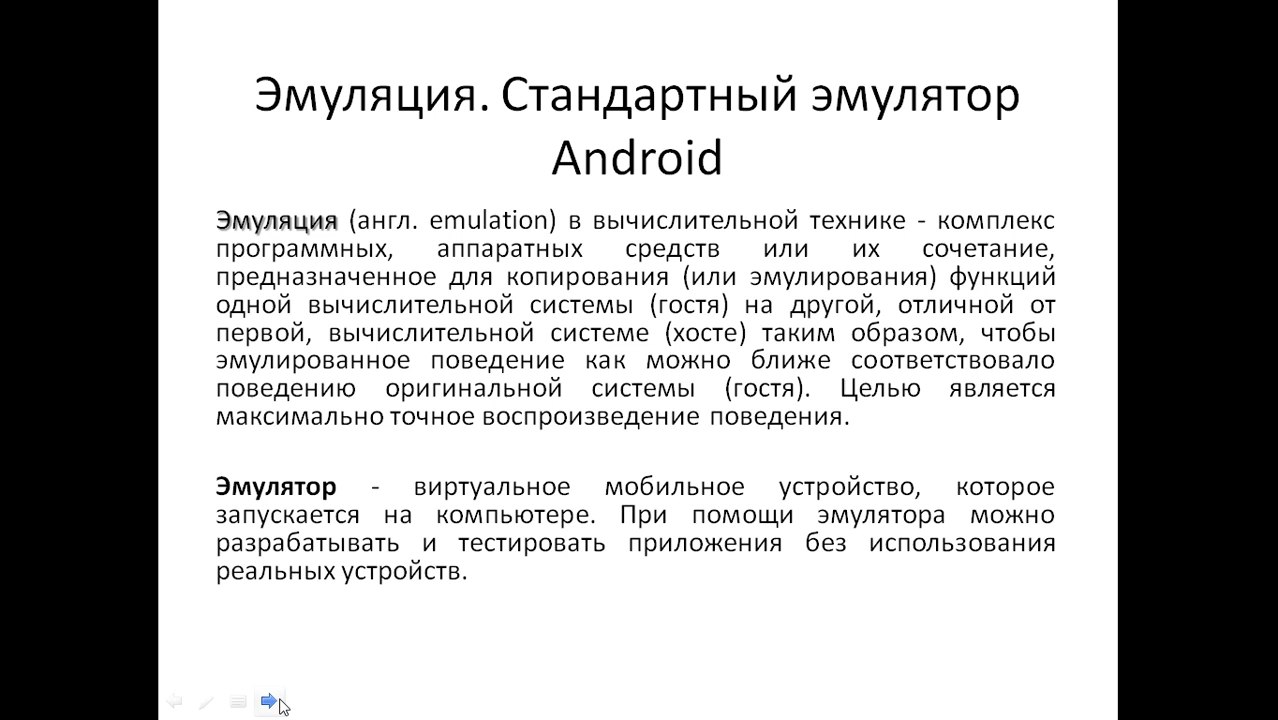 Эмуляция. Стандартный эмулятор
Android
Эмуляция (англ. emulation) в вычислительной технике - комплекс
программных, аппаратных средств или их сочетание,
предназначенное для копирования (или эмулирования) функций
одной вычислительной системы (гостя) на другой, отличной от
первой, вычислительной системе (хосте) таким образом, чтобы
эмулированное поведение как можно ближе соответствовало
поведению оригинальной системы (гостя). Целью является
максимально точное воспроизведение поведения.
Эмулятор - виртуальное мобильное устройство, которое
запускается на компьютере. При помощи эмулятора можно
разрабатывать и тестировать приложения без использования
реальных устройств.